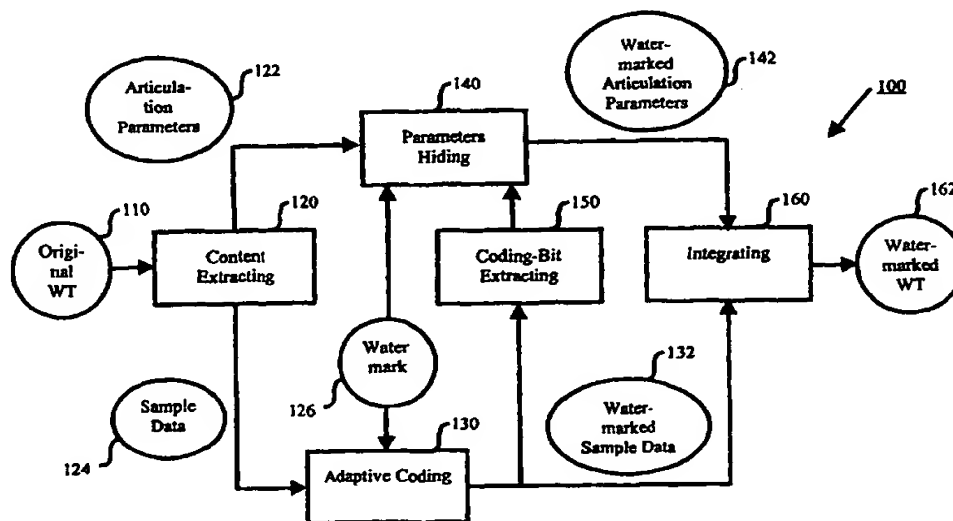 Articula-
tion
Parameters
122
140
Parameters
Hiding
Water-
marked
Articulation
Parameters
142
100
110
Origi-
nal
WT
120
Content
Extracting
150
Coding-Bit
Extracting
160
Integrating
162
Water-
marked
WT
Sample
Data
124
Water
mark
126
130
Adaptive Coding
132
Water-
marked
Sample Data